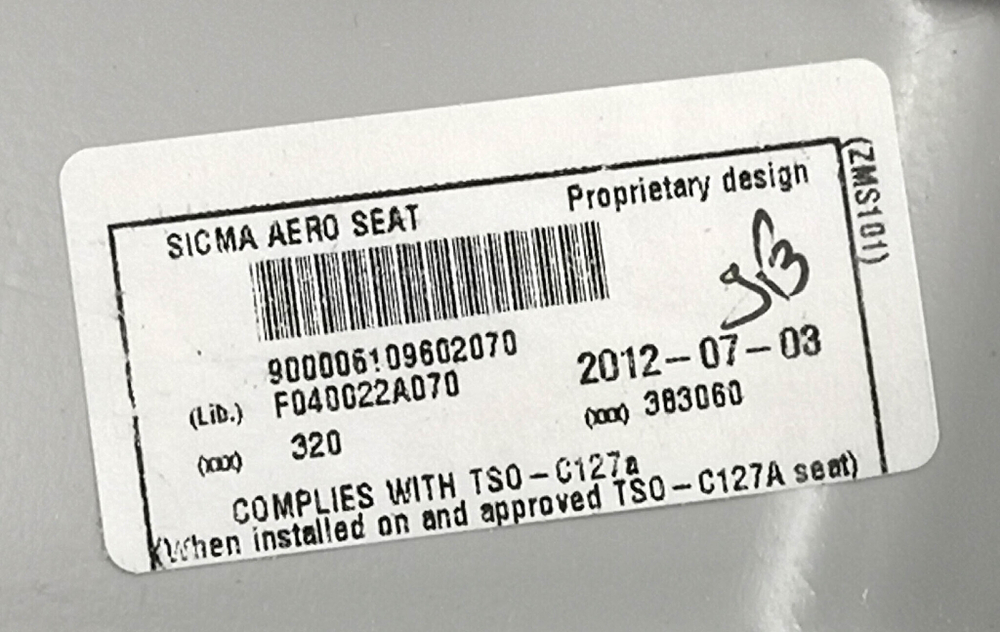 SICMA AERO SEAT
Proprietary design
(ZMS101)
900006109602070
2012-07-03
(Lib.) F040022A070
(xxx) 383060
(xxx) 320
COMPLIES WITH TSO-C127a
(When installed on and approved TSO-C127A seat)